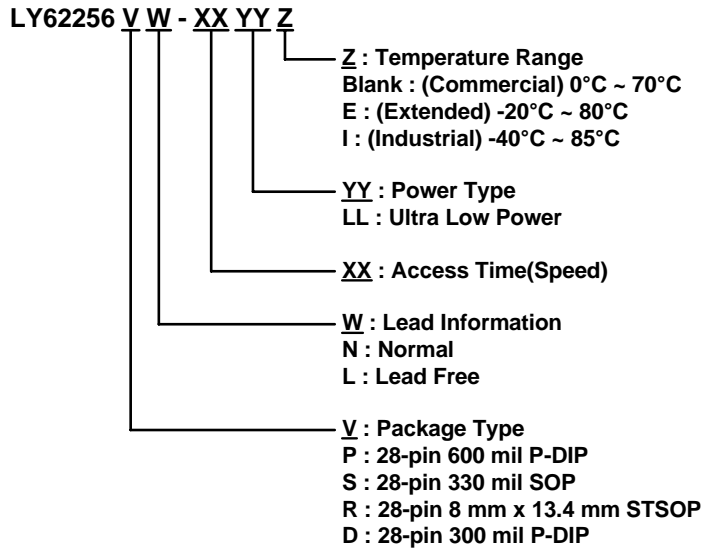 LY62256 V W - XX YY Z
Z : Temperature Range
Blank : (Commercial) 0°C ~ 70°C
E : (Extended) -20°C ~ 80°C
I : (Industrial) -40°C ~ 85°C
YY : Power Type
LL : Ultra Low Power
XX : Access Time(Speed)
W : Lead Information
N : Normal
L : Lead Free
V : Package Type
P : 28-pin 600 mil P-DIP
S : 28-pin 330 mil SOP
R : 28-pin 8 mm x 13.4 mm STSOP
D : 28-pin 300 mil P-DIP